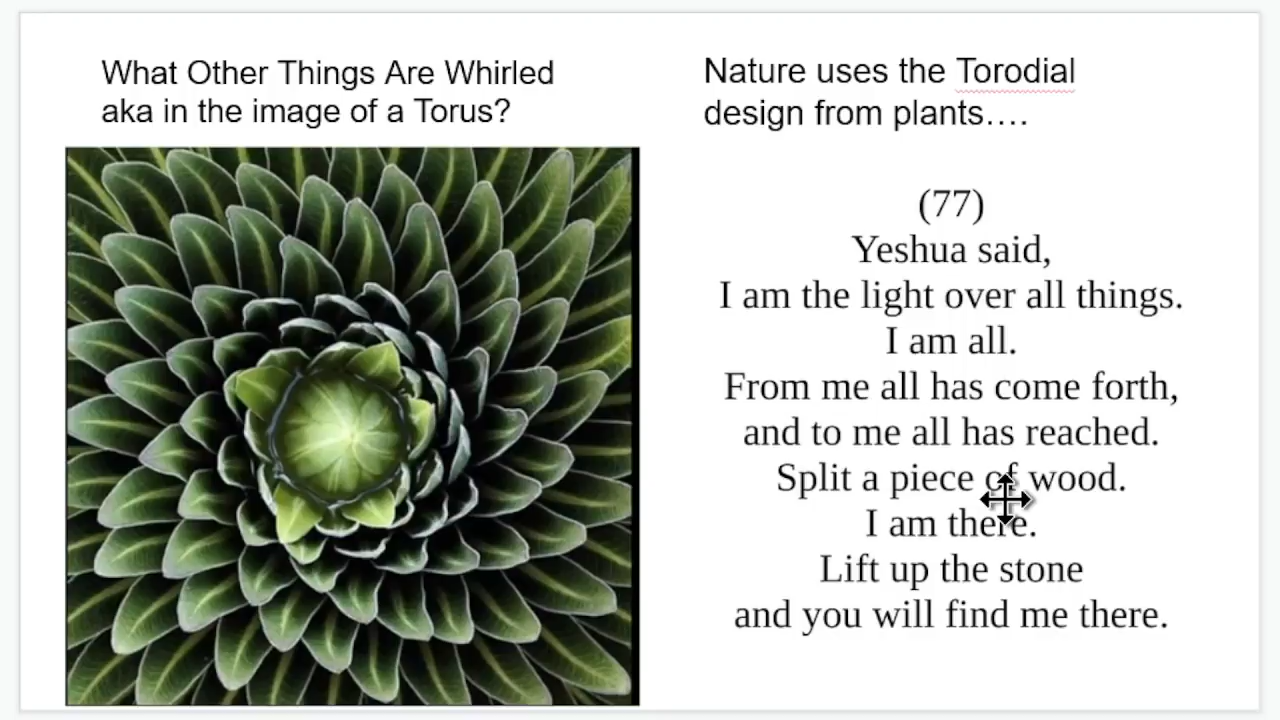 What Other Things Are Whirled
aka in the image of a Torus?
Nature uses the Torodial
design from plants....
(77)
Yeshua said,
I am the light over all things.
I am all.
From me all has come forth,
and to me all has reached.
Split a piece of wood.
I am there.
Lift up the stone
and you will find me there.